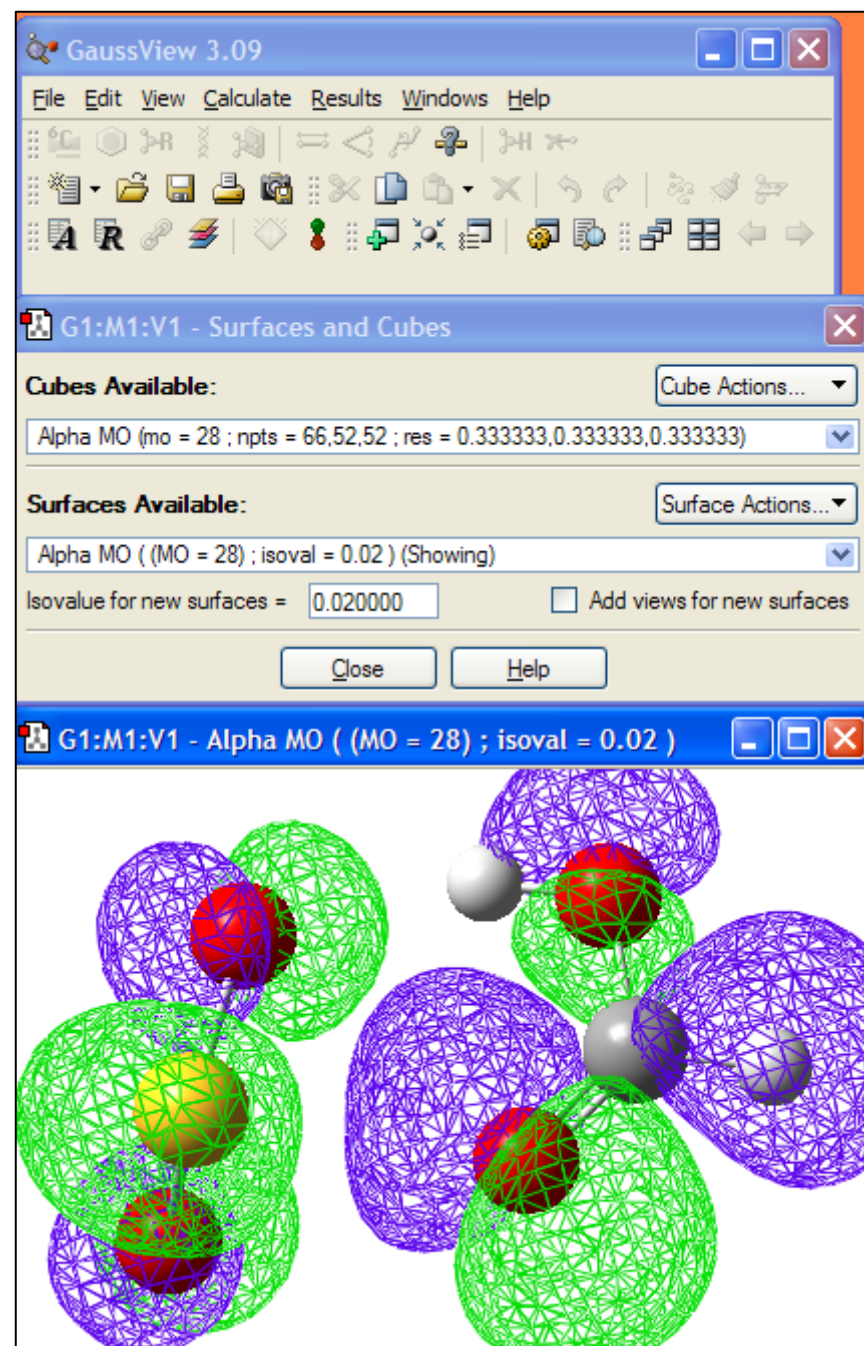 GaussView 3.09
File Edit View Calculate Results Windows Help
G1:M1:V1 - Surfaces and Cubes
Cubes Available:
Cube Actions...
Alpha MO (mo = 28 ; npts = 66,52,52 ; res = 0.333333,0.333333,0.333333)
Surfaces Available:
Surface Actions...
Alpha MO ( (MO = 28) ; isoval = 0.02 ) (Showing)
Isovalue for new surfaces = 0.020000 Add views for new surfaces
Close Help
G1:M1:V1 - Alpha MO ( (MO = 28) ; isoval = 0.02 )